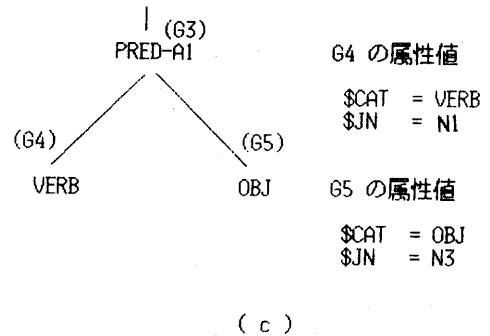 (G3)
PRED-A1
G4 の属性値
$CAT = VERB
$JN = N1
(G4)
(G5)
VERB
OBJ
G5 の属性値
$CAT = OBJ
$JN = N3
( c )